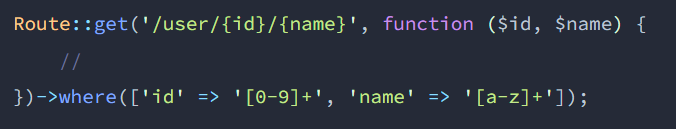 Route::get('/user/{id}/{name}', function ($id, $name) {
    //
})->where(['id' => '[0-9]+', 'name' => '[a-z]+']);